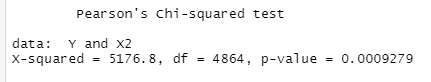 Pearson's Chi-squared test
data:  Y and X2
X-squared = 5176.8, df = 4864, p-value = 0.0009279